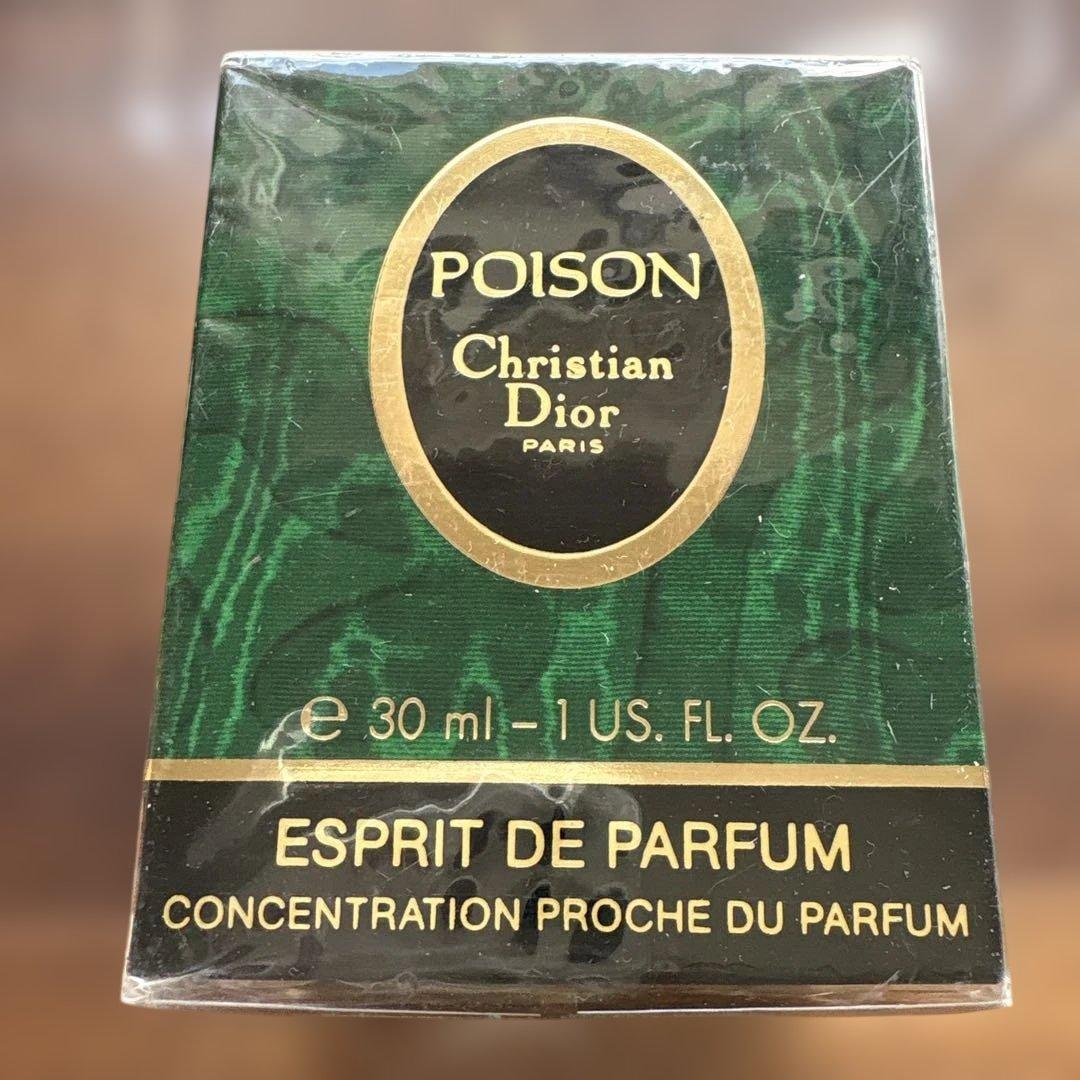 POISON
Christian
Dior
PARIS
℮ 30 ml – 1 US. FL. OZ.
ESPRIT DE PARFUM
CONCENTRATION PROCHE DU PARFUM